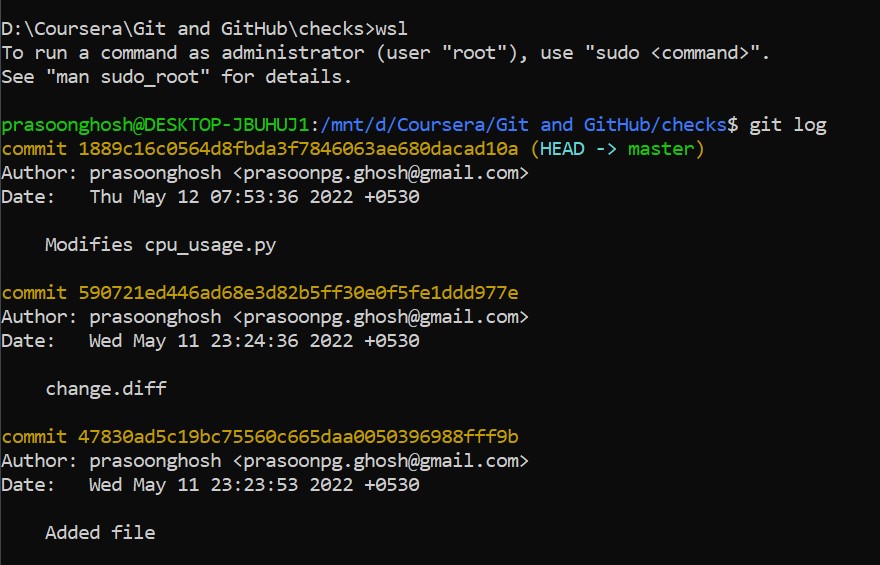 D:\Coursera\Git and GitHub\checks>wsl
To run a command as administrator (user "root"), use "sudo <command>".
See "man sudo_root" for details.
prasoonghosh@DESKTOP-JBUHUJ1:/mnt/d/Coursera/Git and GitHub/checks$ git log
commit 1889c16c0564d8fbda3f7846063ae680dacad10a (HEAD -> master)
Author: prasoonghosh <prasoonpg.ghosh@gmail.com>
Date:   Thu May 12 07:53:36 2022 +0530
    Modifies cpu_usage.py
commit 590721ed446ad68e3d82b5ff30e0f5fe1ddd977e
Author: prasoonghosh <prasoonpg.ghosh@gmail.com>
Date:   Wed May 11 23:24:36 2022 +0530
    change.diff
commit 47830ad5c19bc75560c665daa0050396988fff9b
Author: prasoonghosh <prasoonpg.ghosh@gmail.com>
Date:   Wed May 11 23:23:53 2022 +0530
    Added file